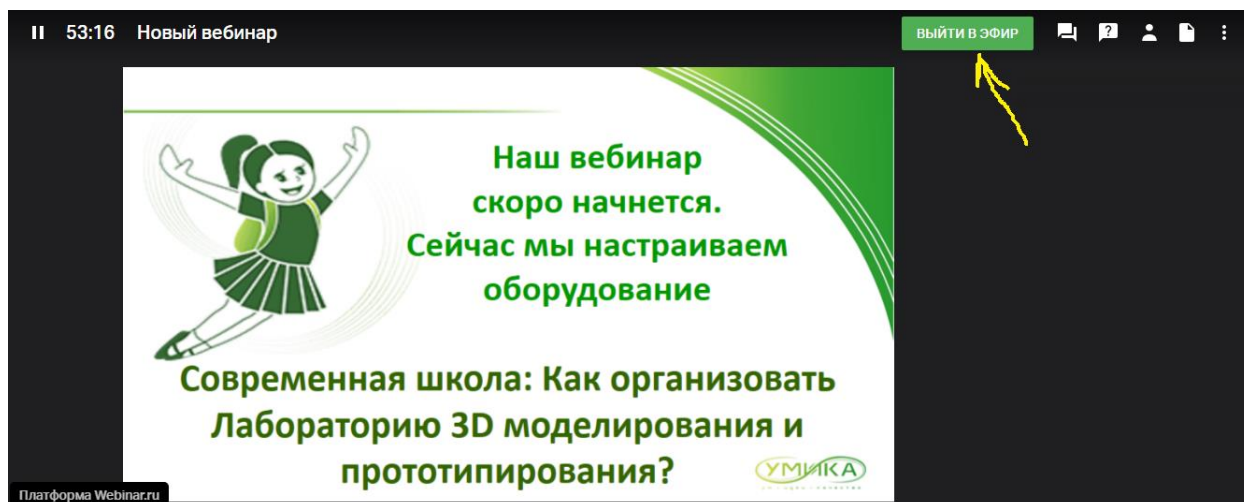 53:16 Новый вебинар ВЫЙТИ В ЭФИР
Наш вебинар
скоро начнется.
Сейчас мы настраиваем
оборудование
Современная школа: Как организовать
Лабораторию 3D моделирования и
прототипирования?
УМИКА
Платформа Webinar.ru